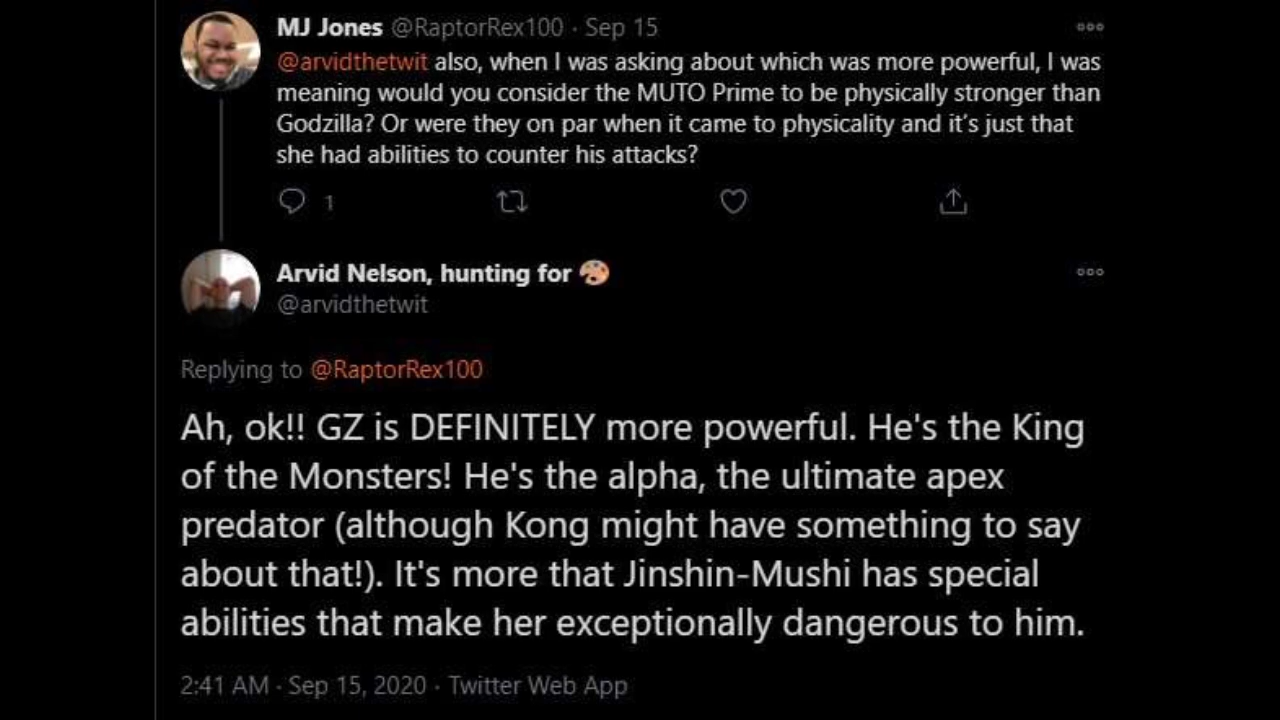 MJ Jones @RaptorRex100 · Sep 15
@arvidthetwit also, when I was asking about which was more powerful, I was
meaning would you consider the MUTO Prime to be physically stronger than
Godzilla? Or were they on par when it came to physicality and it's just that
she had abilities to counter his attacks?
1
Arvid Nelson, hunting for 🎨
@arvidthetwit
Replying to @RaptorRex100
Ah, ok!! GZ is DEFINITELY more powerful. He's the King
of the Monsters! He's the alpha, the ultimate apex
predator (although Kong might have something to say
about that!). It's more that Jinshin-Mushi has special
abilities that make her exceptionally dangerous to him.
2:41 AM · Sep 15, 2020 · Twitter Web App